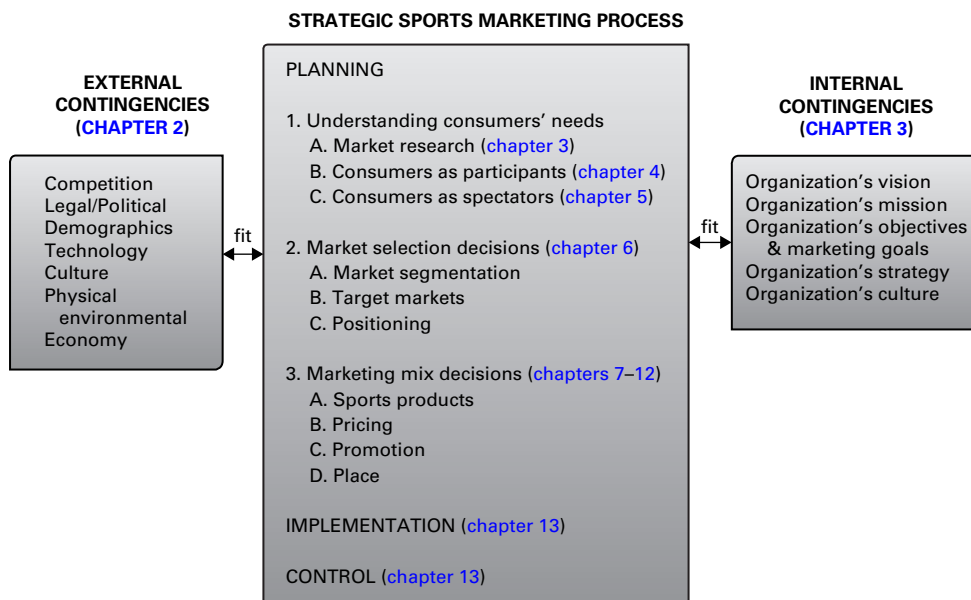 STRATEGIC SPORTS MARKETING PROCESS
EXTERNAL
CONTINGENCIES
(CHAPTER 2)
Competition
Legal/Political
Demographics
Technology
Culture
Physical
environmental
Economy
fit
PLANNING
1. Understanding consumers’ needs
A. Market research (chapter 3)
B. Consumers as participants (chapter 4)
C. Consumers as spectators (chapter 5)
2. Market selection decisions (chapter 6)
A. Market segmentation
B. Target markets
C. Positioning
3. Marketing mix decisions (chapters 7–12)
A. Sports products
B. Pricing
C. Promotion
D. Place
IMPLEMENTATION (chapter 13)
CONTROL (chapter 13)
fit
INTERNAL
CONTINGENCIES
(CHAPTER 3)
Organization’s vision
Organization’s mission
Organization’s objectives
& marketing goals
Organization’s strategy
Organization’s culture